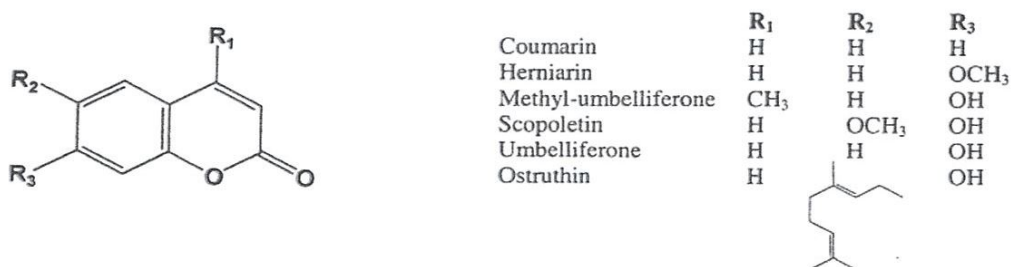 R₁
R₂
R₃
O
O
R₁ R₂ R₃
Coumarin H H H
Herniarin H H OCH₃
Methyl-umbelliferone CH₃ H OH
Scopoletin H OCH₃ OH
Umbelliferone H H OH
Ostruthin H OH